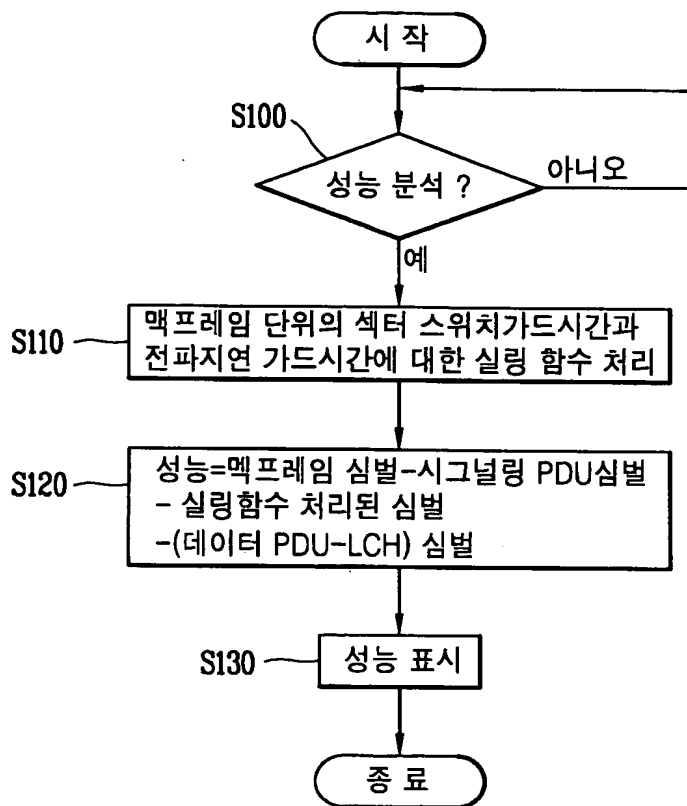 시 작
S100
성능 분석 ?
아니오
예
S110
맥프레임 단위의 섹터 스위치가드시간과
전파지연 가드시간에 대한 실링 함수 처리
S120
성능=멕프레임 심벌-시그널링 PDU심벌
- 실링함수 처리된 심벌
-(데이터 PDU-LCH) 심벌
S130
성능 표시
종 료